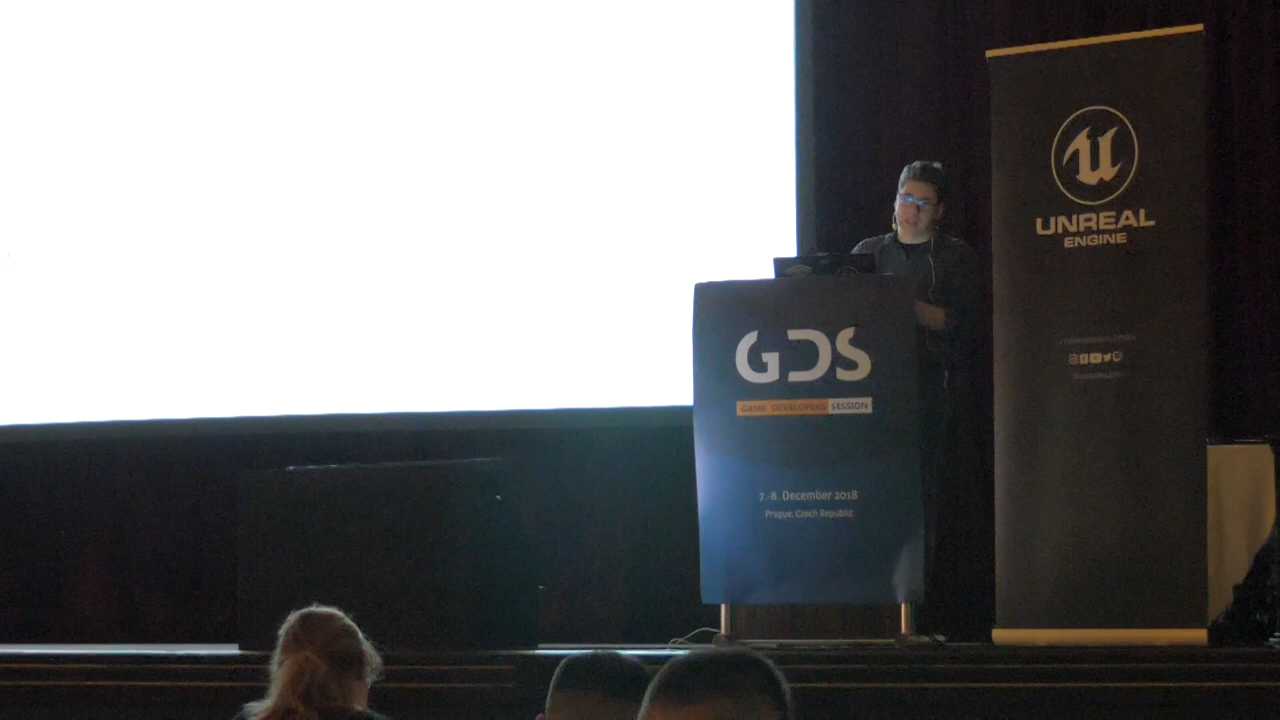 UNREAL
ENGINE
GDS
GAME DEVELOPERS SESSION
7.-8. December 2018
Prague, Czech Republic